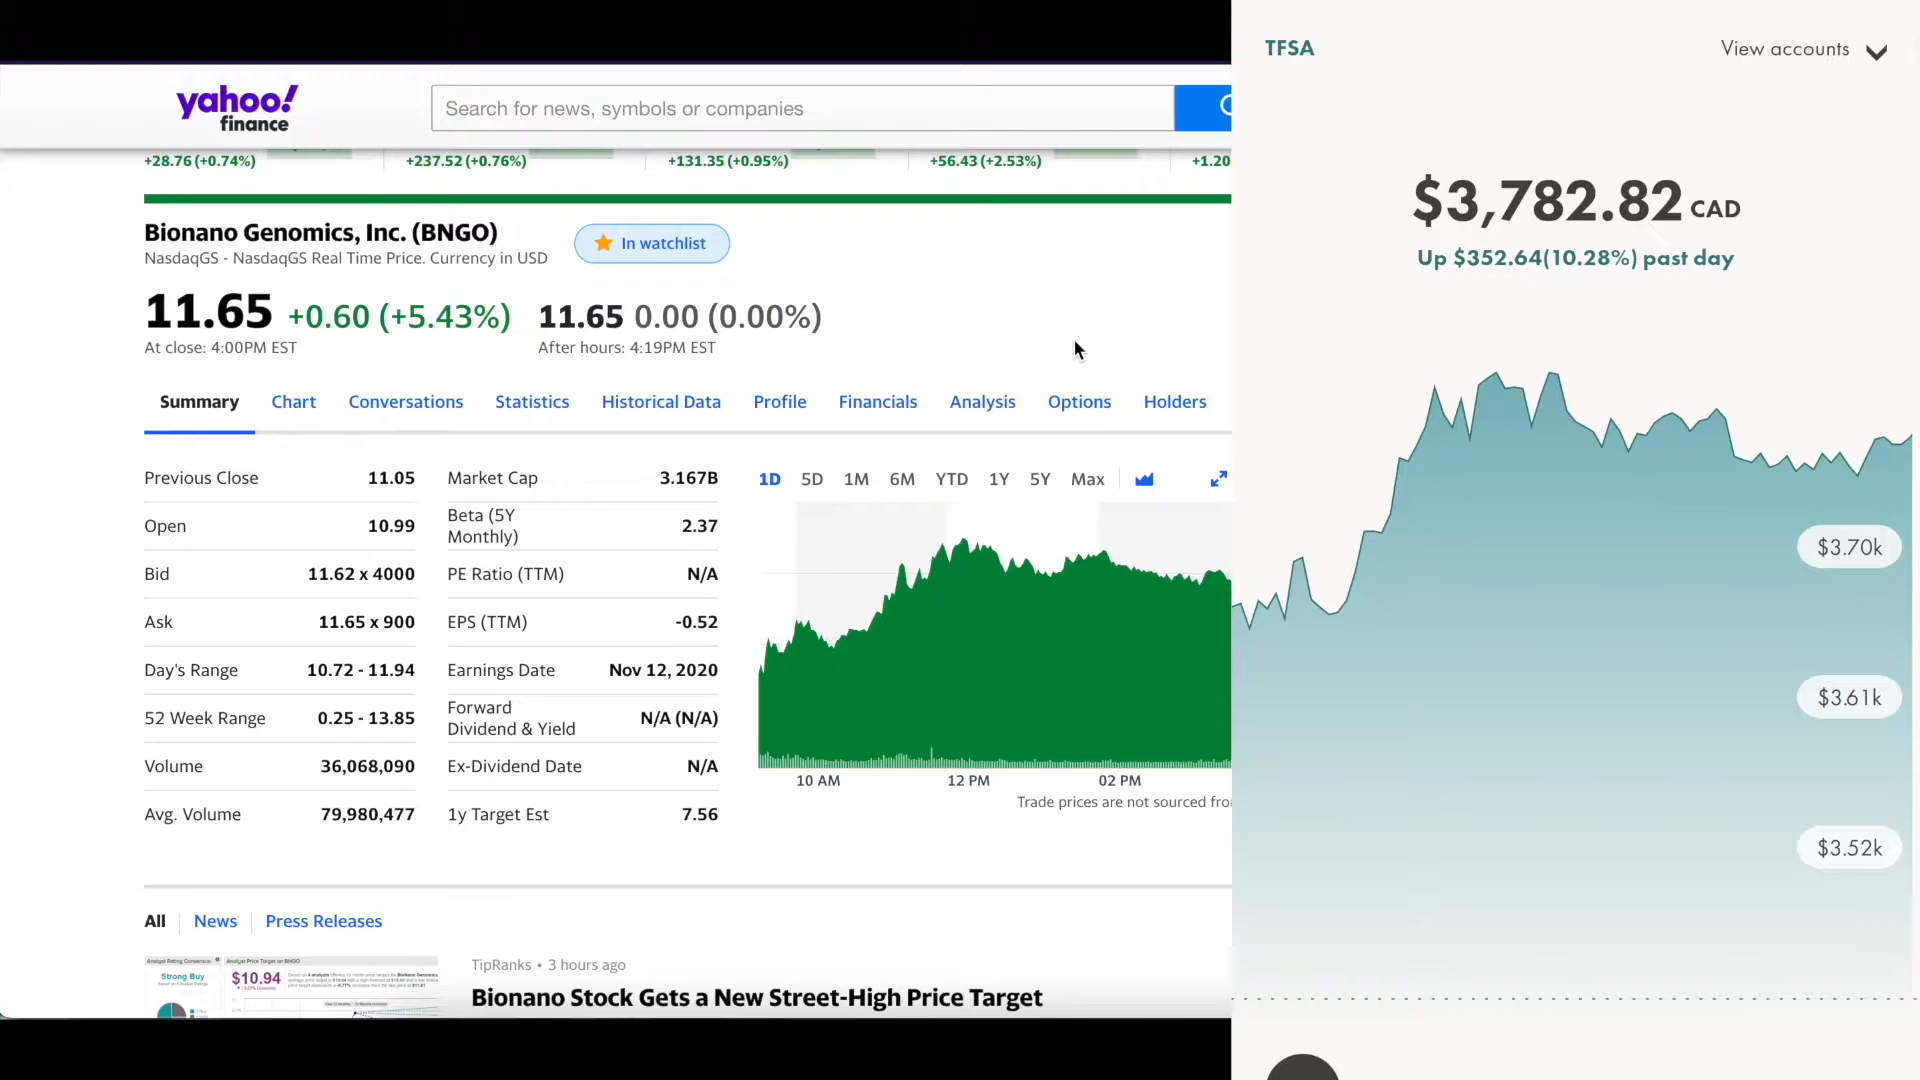 yahoo!
finance
Search for news, symbols or companies
+28.76 (+0.74%)
+237.52 (+0.76%)
+131.35 (+0.95%)
+56.43 (+2.53%)
+1.20
Bionano Genomics, Inc. (BNGO)
NasdaqGS - NasdaqGS Real Time Price. Currency in USD
In watchlist
11.65 +0.60 (+5.43%)
At close: 4:00PM EST
11.65 0.00 (0.00%)
After hours: 4:19PM EST
Summary Chart Conversations Statistics Historical Data Profile Financials Analysis Options Holders
Previous Close 11.05
Open 10.99
Bid 11.62 x 4000
Ask 11.65 x 900
Day's Range 10.72 - 11.94
52 Week Range 0.25 - 13.85
Volume 36,068,090
Avg. Volume 79,980,477
Market Cap 3.167B
Beta (5Y
Monthly) 2.37
PE Ratio (TTM) N/A
EPS (TTM) -0.52
Earnings Date Nov 12, 2020
Forward
Dividend & Yield N/A (N/A)
Ex-Dividend Date N/A
1y Target Est 7.56
1D 5D 1M 6M YTD 1Y 5Y Max
10 AM 12 PM 02 PM
Trade prices are not sourced fro
All News Press Releases
Analyst Rating Consensus
Strong Buy
Analyst Price Target on BNGO
$10.94
TipRanks • 3 hours ago
Bionano Stock Gets a New Street-High Price Target
TFSA
View accounts
$3,782.82 CAD
Up $352.64(10.28%) past day
$3.70k
$3.61k
$3.52k